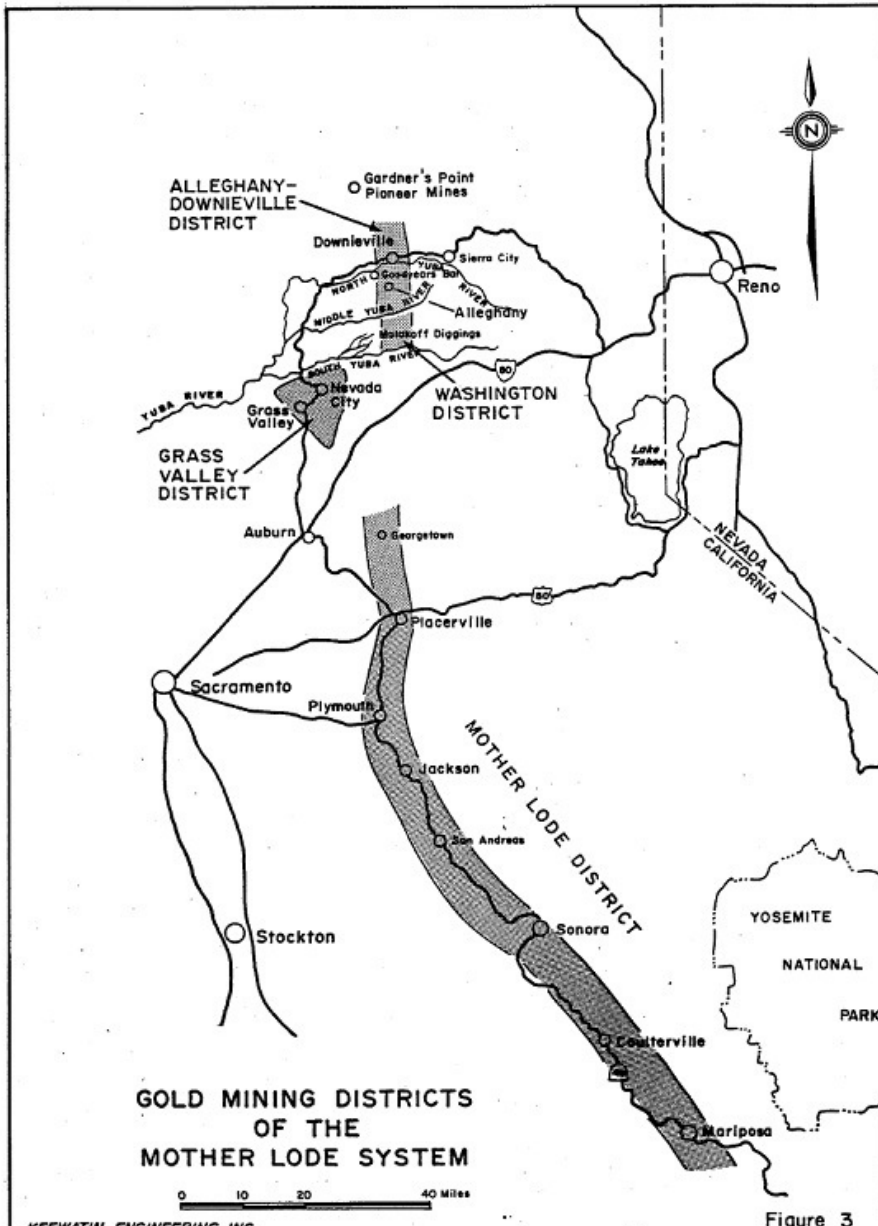 N
Gardner's Point
Pioneer Mines
ALLEGHANY-
DOWNIEVILLE
DISTRICT
Downieville
Sierra City
Reno
NORTH
YUBA
RIVER
Goodyears Bar
MIDDLE YUBA RIVER
Alleghany
Malakoff Diggings
SOUTH YUBA RIVER
80
YUBA RIVER
Nevada
City
Grass
Valley
WASHINGTON
DISTRICT
GRASS
VALLEY
DISTRICT
Lake
Tahoe
Auburn
Georgetown
NEVADA
CALIFORNIA
50
Placerville
Sacramento
Plymouth
MOTHER LODE DISTRICT
Jackson
San Andreas
Stockton
Sonora
YOSEMITE
NATIONAL
PARK
Coulterville
Mariposa
GOLD MINING DISTRICTS
OF THE
MOTHER LODE SYSTEM
0 10 20 40 Miles
KEEWATIN ENGINEERING INC.
Figure 3